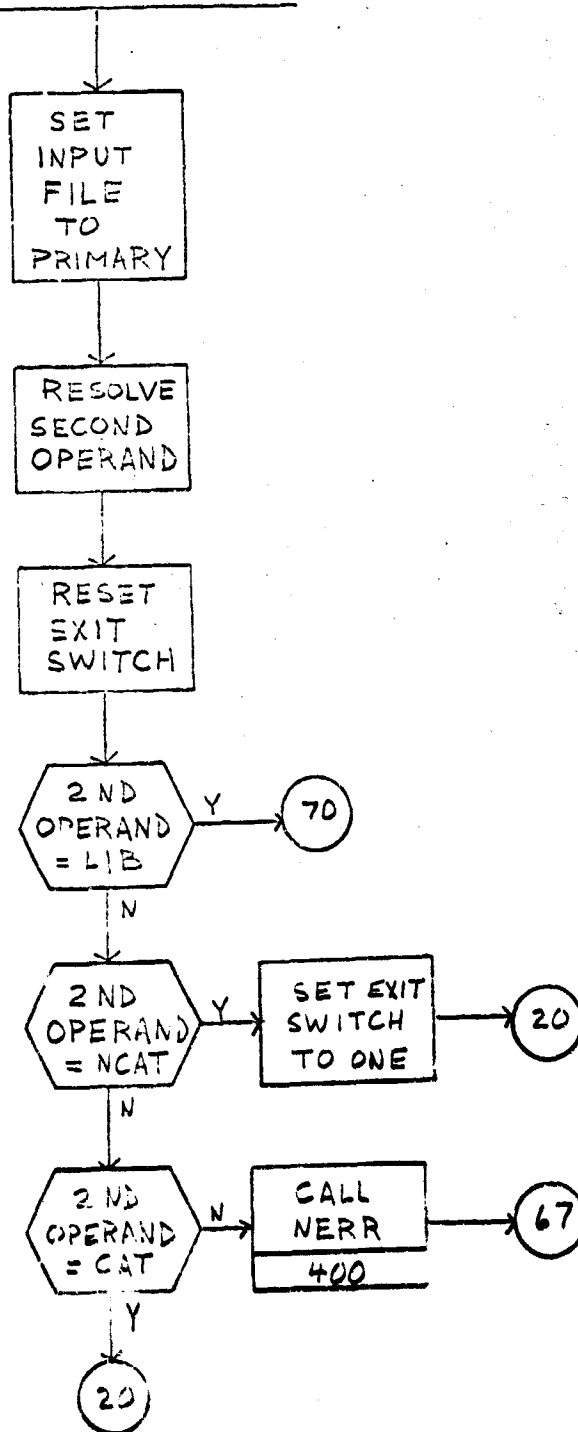 SET
INPUT
FILE
TO
PRIMARY
RESOLVE
SECOND
OPERAND
RESET
EXIT
SWITCH
2 ND
OPERAND
= LIB
Y
70
N
2 ND
OPERAND
= NCAT
Y
SET EXIT
SWITCH
TO ONE
20
N
2 ND
OPERAND
= CAT
N
CALL
NERR
400
67
Y
20